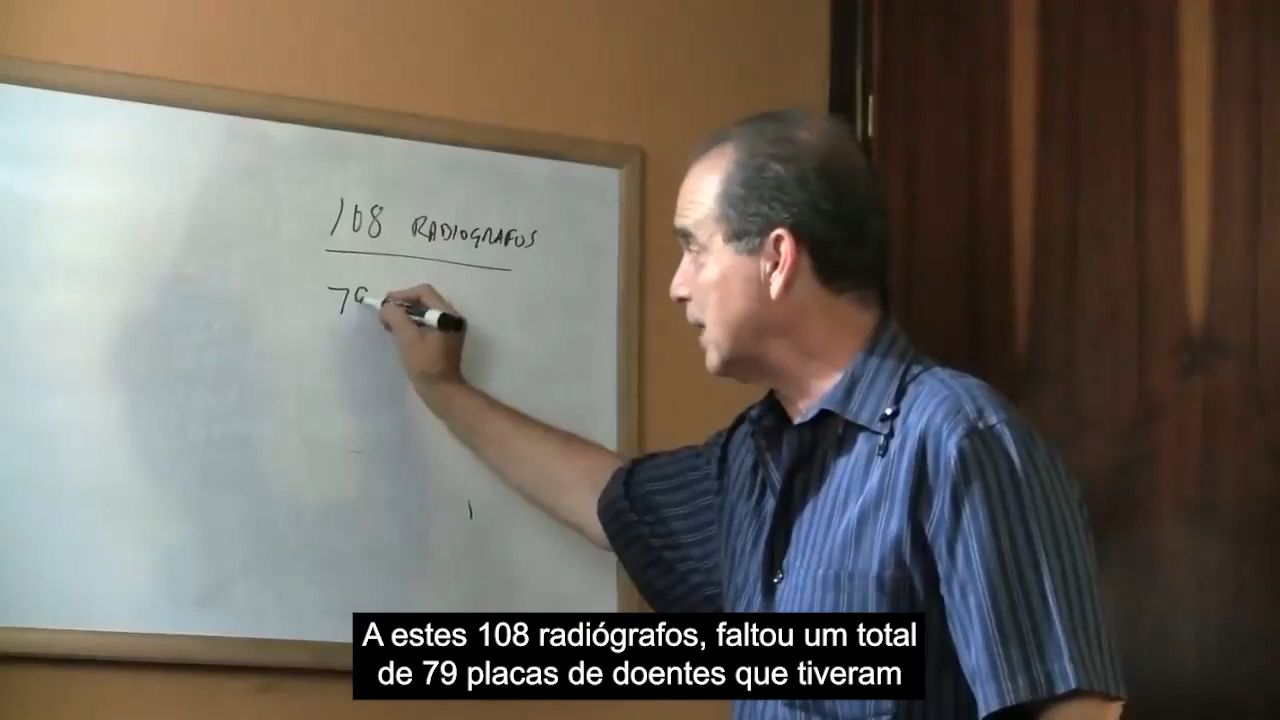 108 RADIOGRAFOS
79
A estes 108 radiógrafos, faltou um total
de 79 placas de doentes que tiveram